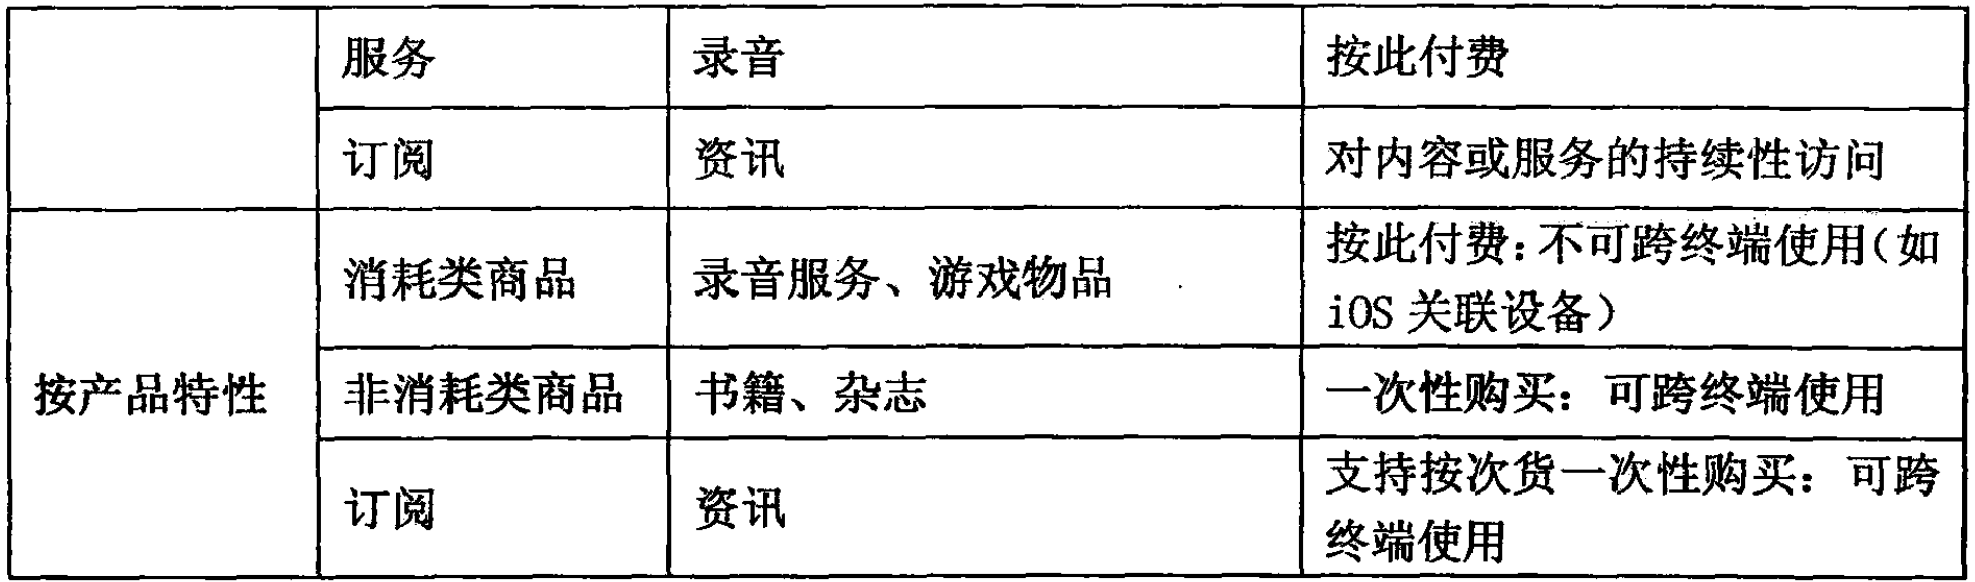 服务 录音 按此付费
订阅 资讯 对内容或服务的持续性访问
按产品特性 消耗类商品 录音服务、游戏物品 按此付费：不可跨终端使用（如
iOS 关联设备）
非消耗类商品 书籍、杂志 一次性购买：可跨终端使用
订阅 资讯 支持按次货一次性购买：可跨
终端使用